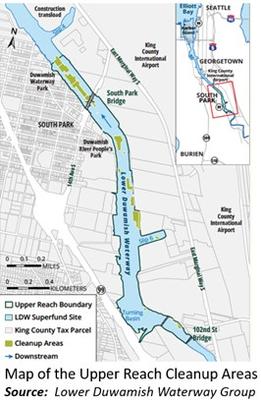 Construction
transload
Elliott
Bay
SEATTLE
Harbor
Island
GEORGETOWN
King County
International
Airport
SOUTH
PARK
BURIEN
N
Duwamish
Waterway
Park
East Marginal Way S
King
County
International
Airport
South Park
Bridge
SOUTH PARK
Duwamish
River People's
Park
14th Ave S
Lower Duwamish Waterway
Slip 6
King
County
International
Airport
East Marginal Way S
99
0 0.1 0.2
MILES
0 0.2 0.4
KILOMETERS
Turning
Basin
102nd St
Bridge
Upper Reach Boundary
LDW Superfund Site
King County Tax Parcel
Cleanup Areas
Downstream
Map of the Upper Reach Cleanup Areas
Source: Lower Duwamish Waterway Group